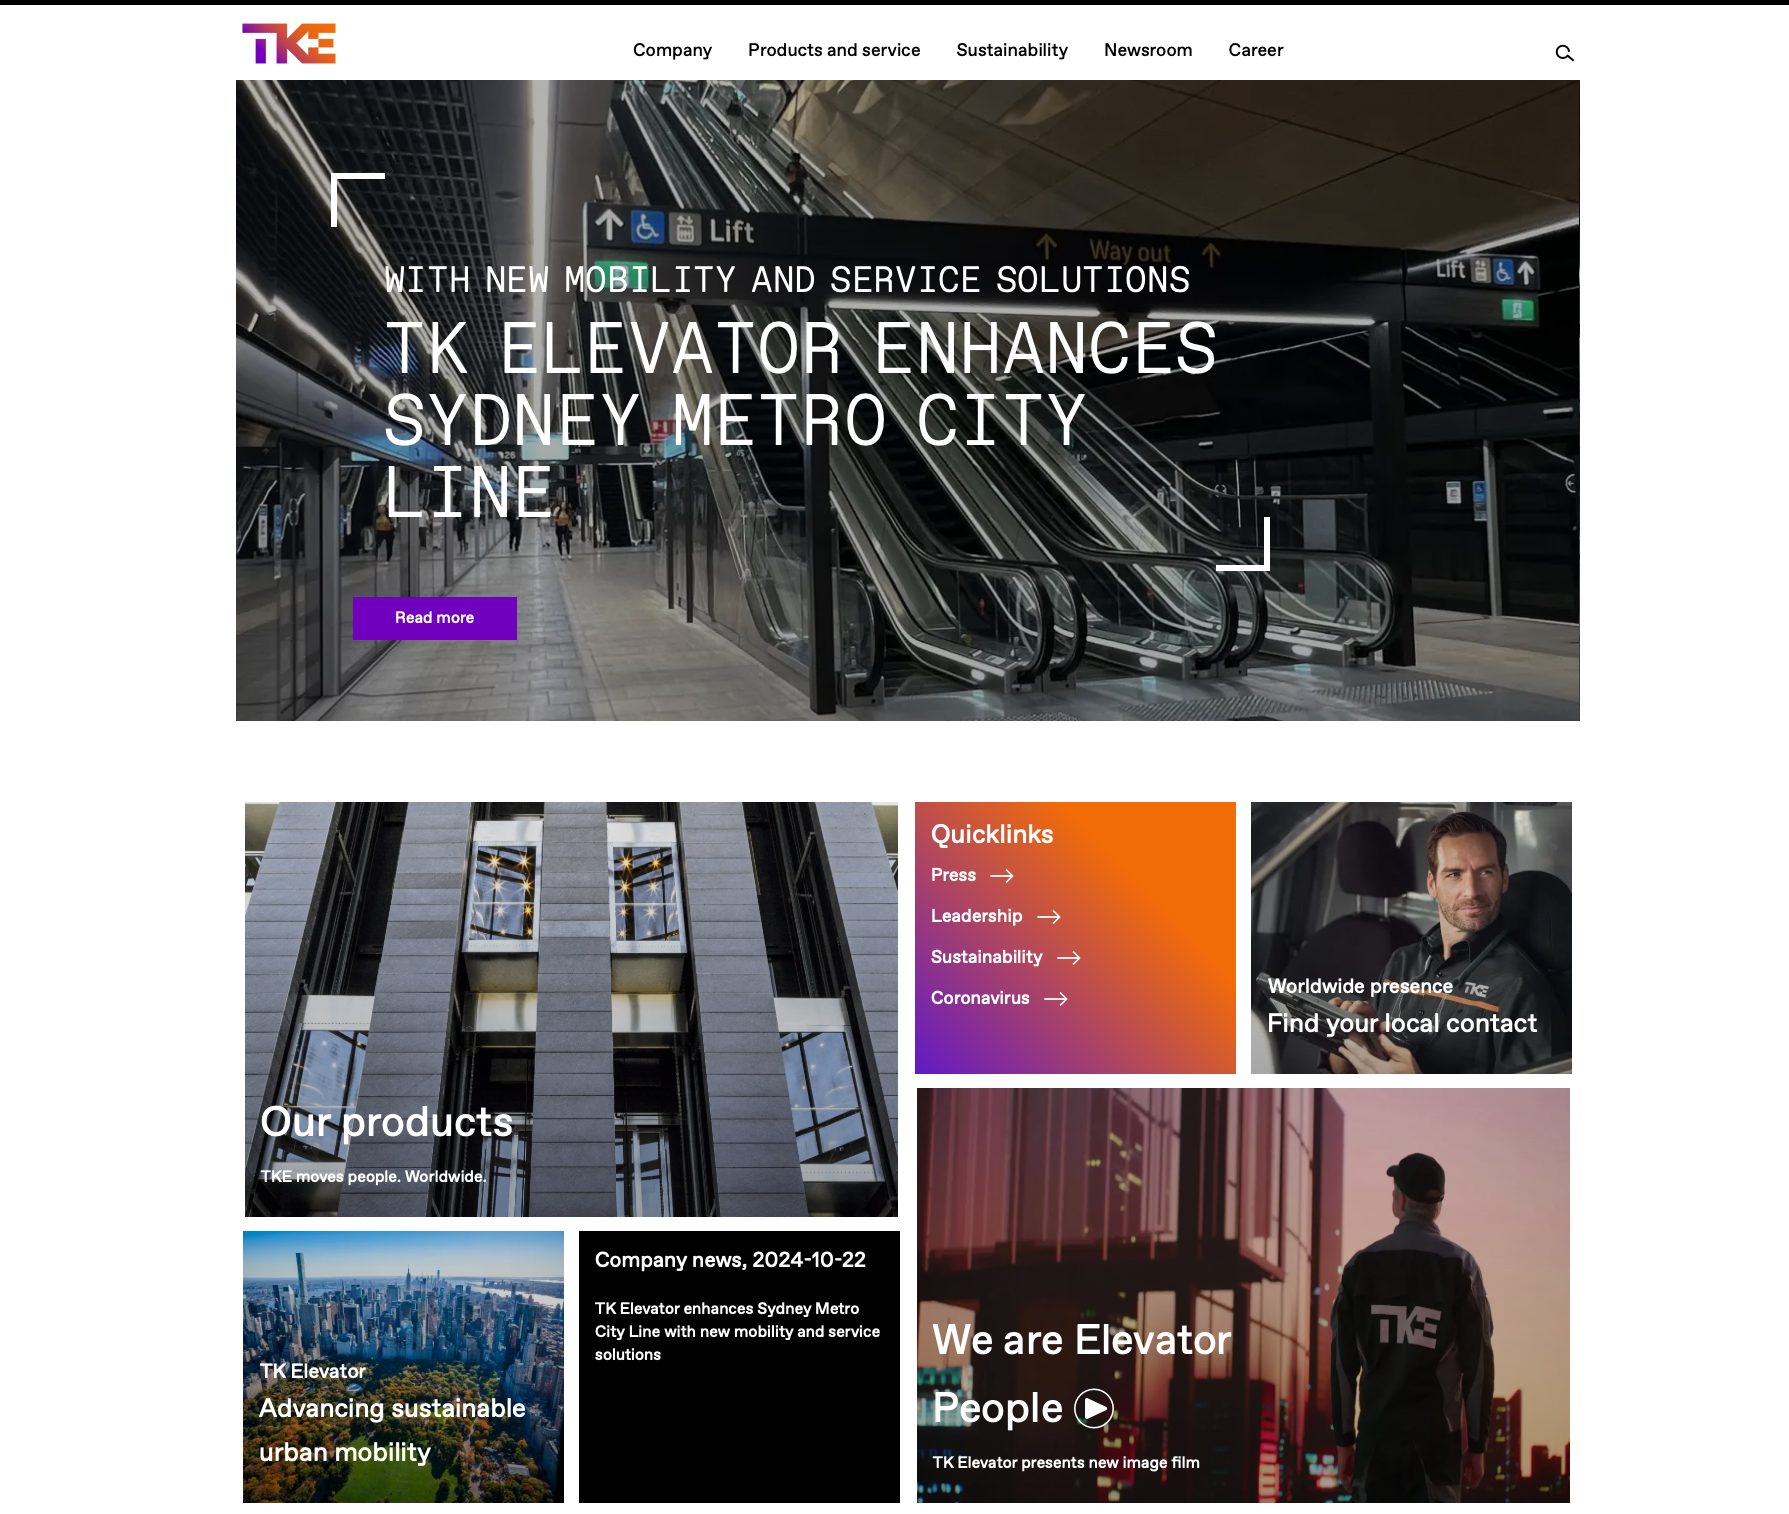 TKE
Company Products and service Sustainability Newsroom Career
Lift
Way out
Lift
WITH NEW MOBILITY AND SERVICE SOLUTIONS
TK ELEVATOR ENHANCES
SYDNEY METRO CITY
LINE
26
Read more
Our products
TKE moves people. Worldwide.
Quicklinks
Press
Leadership
Sustainability
Coronavirus
TKE
Worldwide presence
Find your local contact
TK Elevator
Advancing sustainable
urban mobility
Company news, 2024-10-22
TK Elevator enhances Sydney Metro
City Line with new mobility and service
solutions
TKE
We are Elevator
People
TK Elevator presents new image film